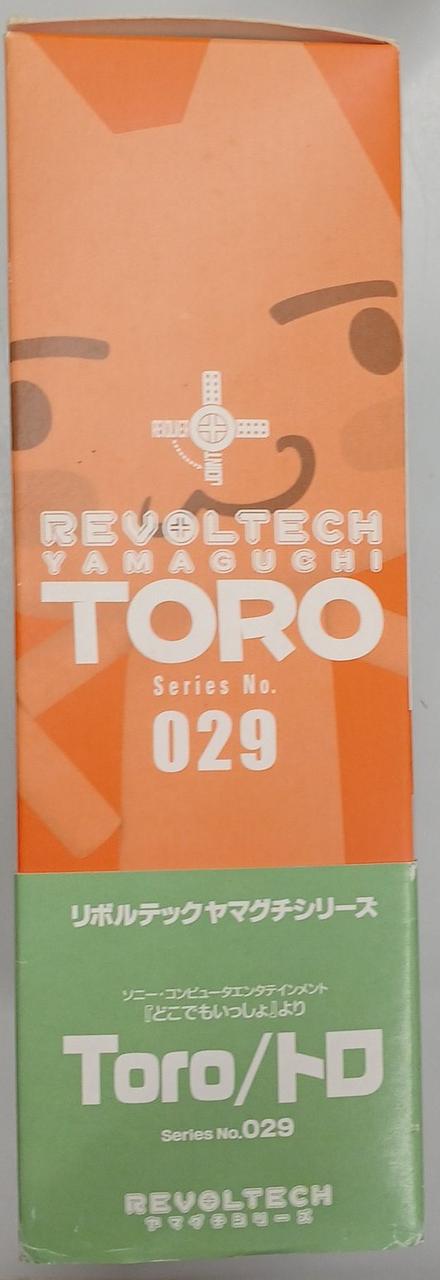 REVOLTECH
YAMAGUCHI
TORO
Series No.
029
リボルテックヤマグチシリーズ
ソニー・コンピュータエンタテインメント
『どこでもいっしょ』より
Toro/トロ
Series No.029
REVOLTECH
ヤマグチシリーズ